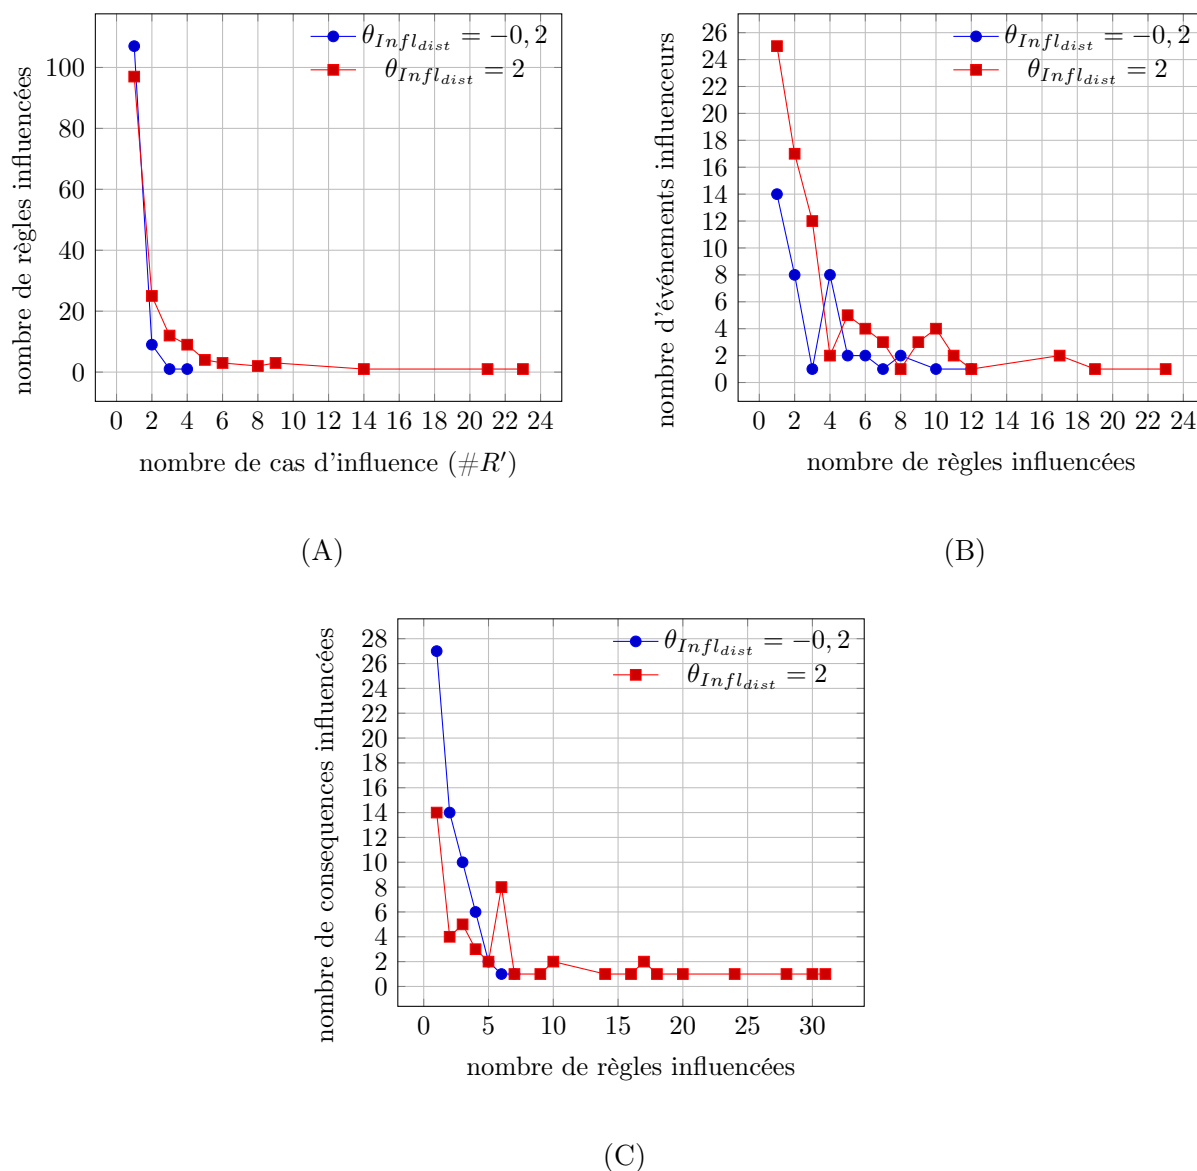 100
80
60
40
20
0
0 2 4 6 8 10 12 14 16 18 20 22 24
nombre de règles influencées
nombre de cas d'influence (#R′)
θ_{Infl_{dist}} = −0, 2
θ_{Infl_{dist}} = 2
(A)
26
24
22
20
18
16
14
12
10
8
6
4
2
0
0 2 4 6 8 10 12 14 16 18 20 22 24
nombre d'événements influenceurs
nombre de règles influencées
θ_{Infl_{dist}} = −0, 2
θ_{Infl_{dist}} = 2
(B)
28
26
24
22
20
18
16
14
12
10
8
6
4
2
0
0 5 10 15 20 25 30
nombre de consequences influencées
nombre de règles influencées
θ_{Infl_{dist}} = −0, 2
θ_{Infl_{dist}} = 2
(C)